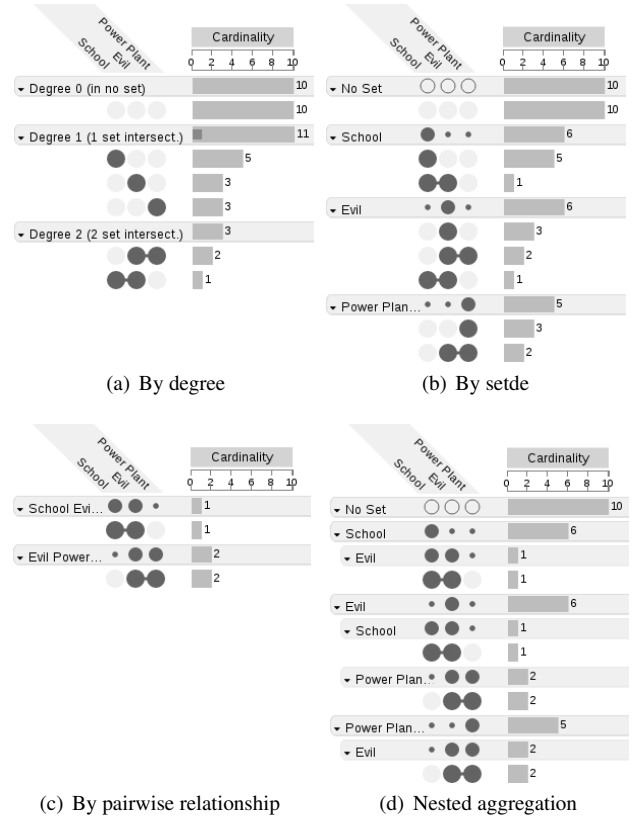 Power Plant
Evil
School
Cardinality
0 2 4 6 8 10
Degree 0 (in no set) 10
10
Degree 1 (1 set intersect.) 11
5
3
3
Degree 2 (2 set intersect.) 3
2
1
(a) By degree
Power Plant
Evil
School
Cardinality
0 2 4 6 8 10
No Set 10
10
School 6
5
1
Evil 6
3
2
1
Power Plan... 5
3
2
(b) By setde
Power Plant
Evil
School
Cardinality
0 2 4 6 8 10
School Evi... 1
1
Evil Power... 2
2
(c) By pairwise relationship
Power Plant
Evil
School
Cardinality
0 2 4 6 8 10
No Set 10
School 6
Evil 1
1
Evil 6
School 1
1
Power Plan... 2
2
Power Plan... 5
Evil 2
2
(d) Nested aggregation